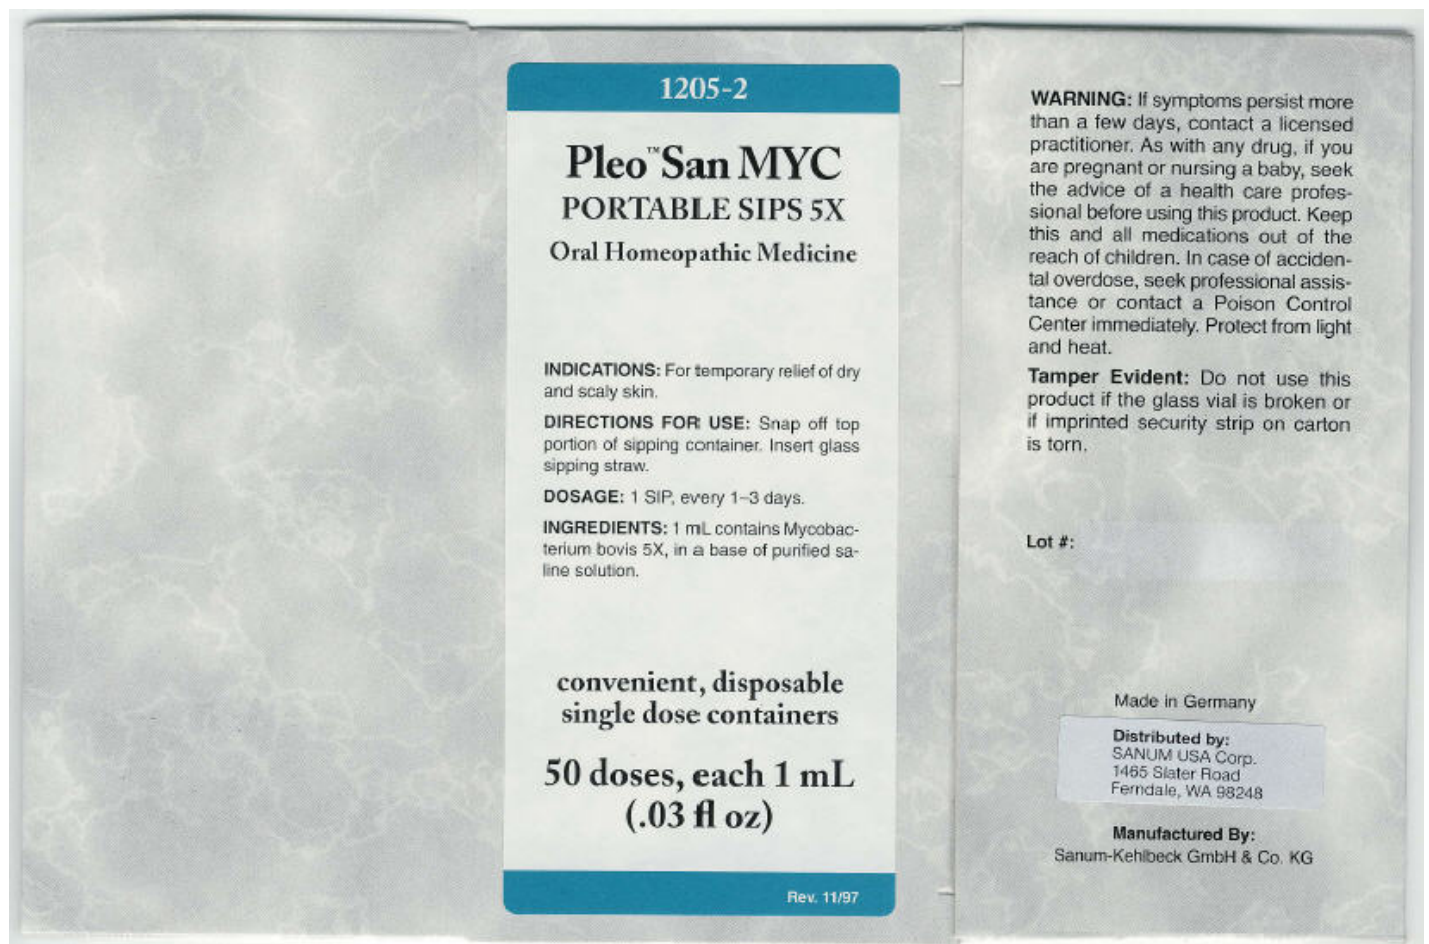 1205-2
Pleo™San MYC
PORTABLE SIPS 5X
Oral Homeopathic Medicine
INDICATIONS: For temporary relief of dry
and scaly skin.
DIRECTIONS FOR USE: Snap off top
portion of sipping container. Insert glass
sipping straw.
DOSAGE: 1 SIP, every 1–3 days.
INGREDIENTS: 1 mL contains Mycobac-
terium bovis 5X, in a base of purified sa-
line solution.
convenient, disposable
single dose containers
50 doses, each 1 mL
(.03 fl oz)
Rev. 11/97
WARNING: If symptoms persist more
than a few days, contact a licensed
practitioner. As with any drug, if you
are pregnant or nursing a baby, seek
the advice of a health care profes-
sional before using this product. Keep
this and all medications out of the
reach of children. In case of acciden-
tal overdose, seek professional assis-
tance or contact a Poison Control
Center immediately. Protect from light
and heat.
Tamper Evident: Do not use this
product if the glass vial is broken or
if imprinted security strip on carton
is torn.
Lot #:
Made in Germany
Distributed by:
SANUM USA Corp.
1465 Slater Road
Ferndale, WA 98248
Manufactured By:
Sanum-Kehlbeck GmbH & Co. KG